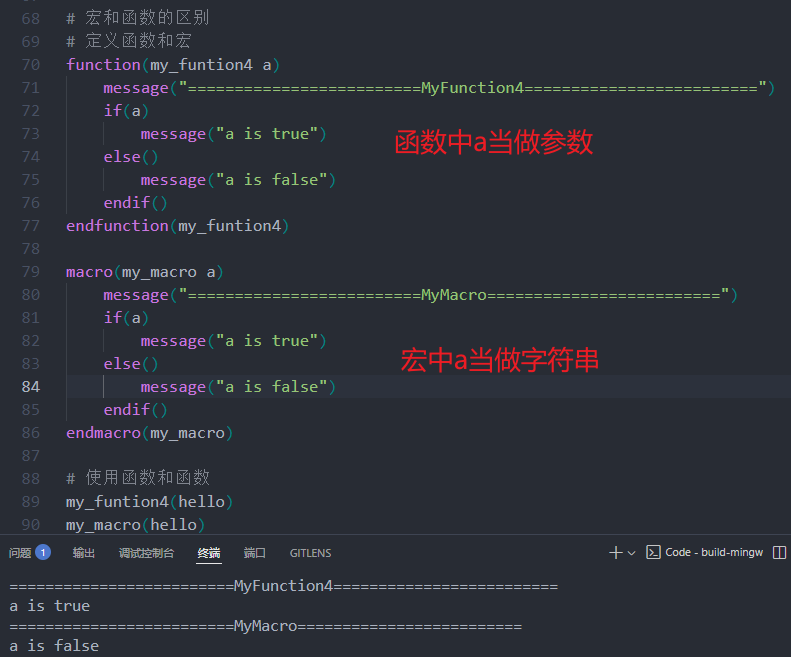 68 # 宏和函数的区别
69 # 定义函数和宏
70 function(my_funtion4 a)
71     message("=========================MyFunction4=========================")
72     if(a)
73         message("a is true")
函数中a当做参数
74     else()
75         message("a is false")
76     endif()
77 endfunction(my_funtion4)
78
79 macro(my_macro a)
80     message("=========================MyMacro=========================")
81     if(a)
82         message("a is true")
宏中a当做字符串
83     else()
84         message("a is false")
85     endif()
86 endmacro(my_macro)
87
88 # 使用函数和函数
89 my_funtion4(hello)
90 my_macro(hello)
问题 1 输出 调试控制台 终端 端口 GITLENS Code - build-mingw
=========================MyFunction4=========================
a is true
=========================MyMacro=========================
a is false